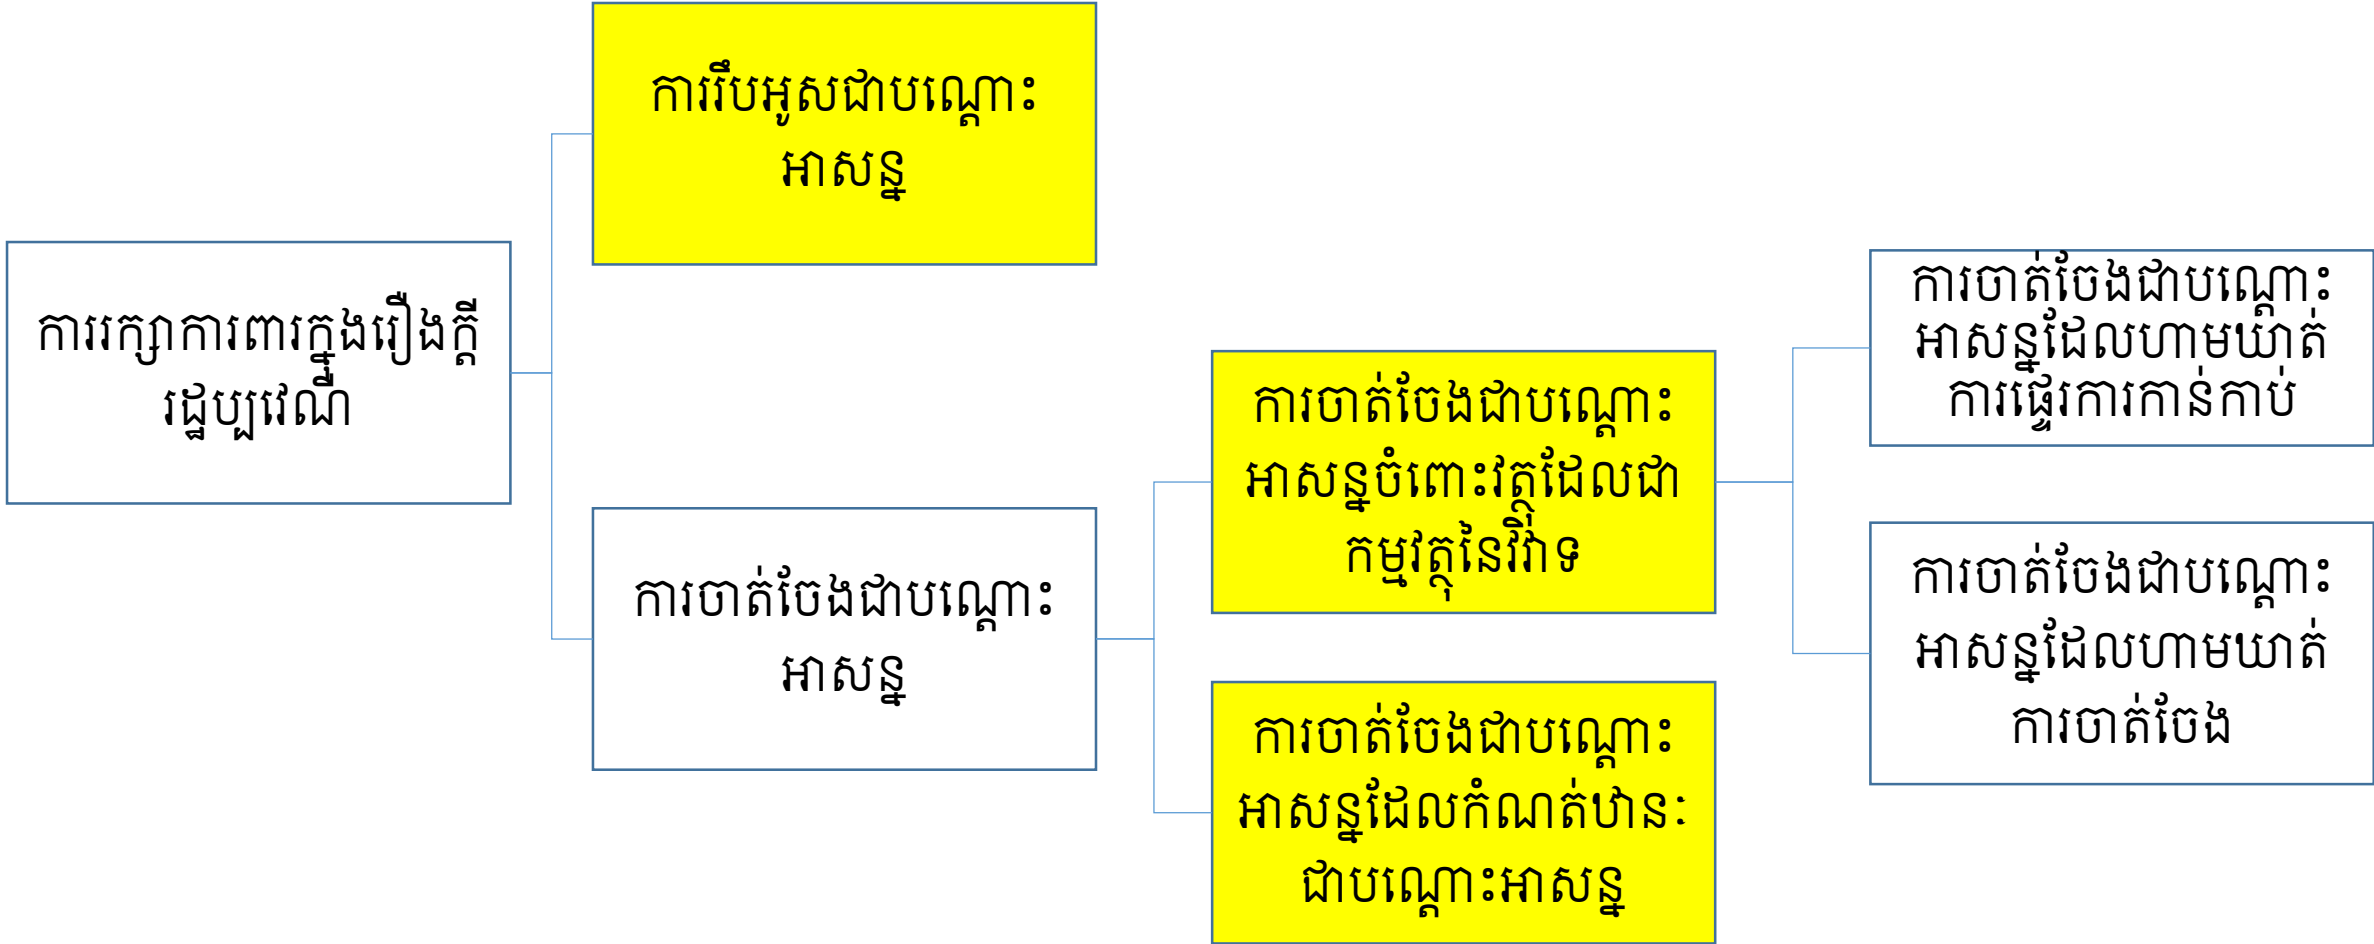 ការរឹបអូសជាបណ្តោះ
អាសន្ន
ការរក្សាការពារក្នុងរឿងក្តី
រដ្ឋប្បវេណី
ការចាត់ចែងជាបណ្តោះ
អាសន្ន
ការចាត់ចែងជាបណ្តោះ
អាសន្នចំពោះវត្ថុដែលជា
កម្មវត្ថុនៃវិវាទ
ការចាត់ចែងជាបណ្តោះ
អាសន្នដែលកំណត់ឋានៈ
ជាបណ្តោះអាសន្ន
ការចាត់ចែងជាបណ្តោះ
អាសន្នដែលហាមឃាត់
ការផ្ទេរការកាន់កាប់
ការចាត់ចែងជាបណ្តោះ
អាសន្នដែលហាមឃាត់
ការចាត់ចែង